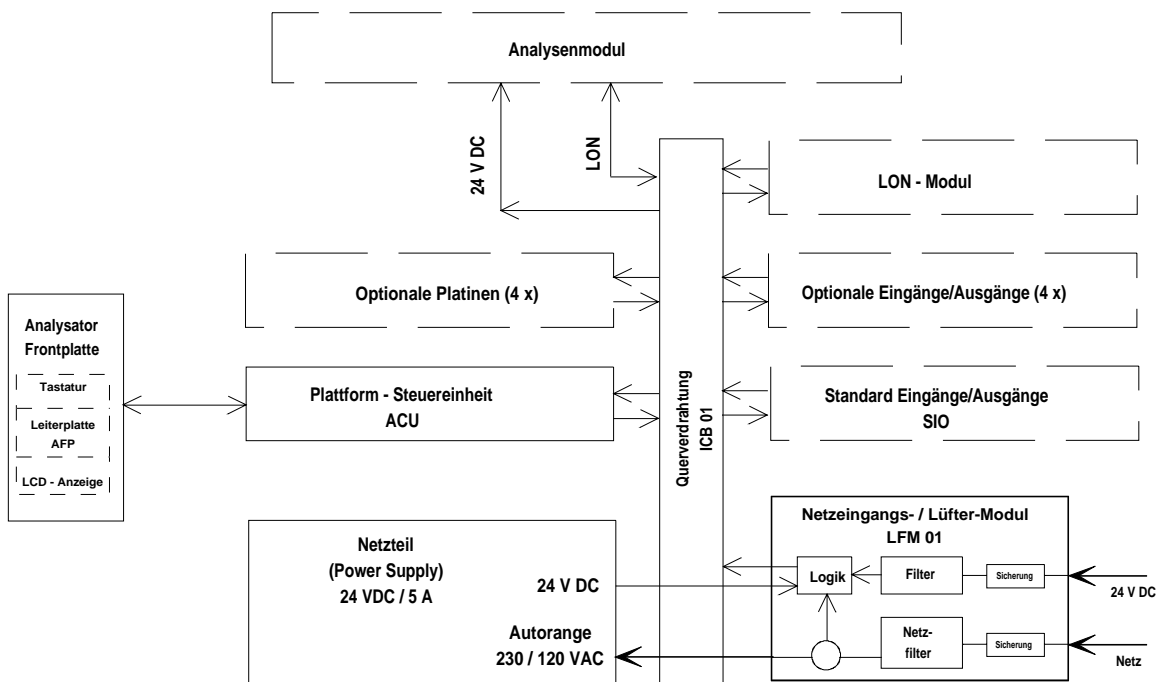 Analysenmodul
24 V DC
LON
LON - Modul
Optionale Platinen (4 x)
Optionale Eingänge/Ausgänge (4 x)
Analysator
Frontplatte
Tastatur
Leiterplatte
AFP
LCD - Anzeige
Plattform - Steuereinheit
ACU
Querverdrahtung
ICB 01
Standard Eingänge/Ausgänge
SIO
Netzteil
(Power Supply)
24 VDC / 5 A
24 V DC
Autorange
230 / 120 VAC
Netzeingangs- / Lüfter-Modul
LFM 01
Logik
Filter
Sicherung
24 V DC
Netz-
filter
Sicherung
Netz